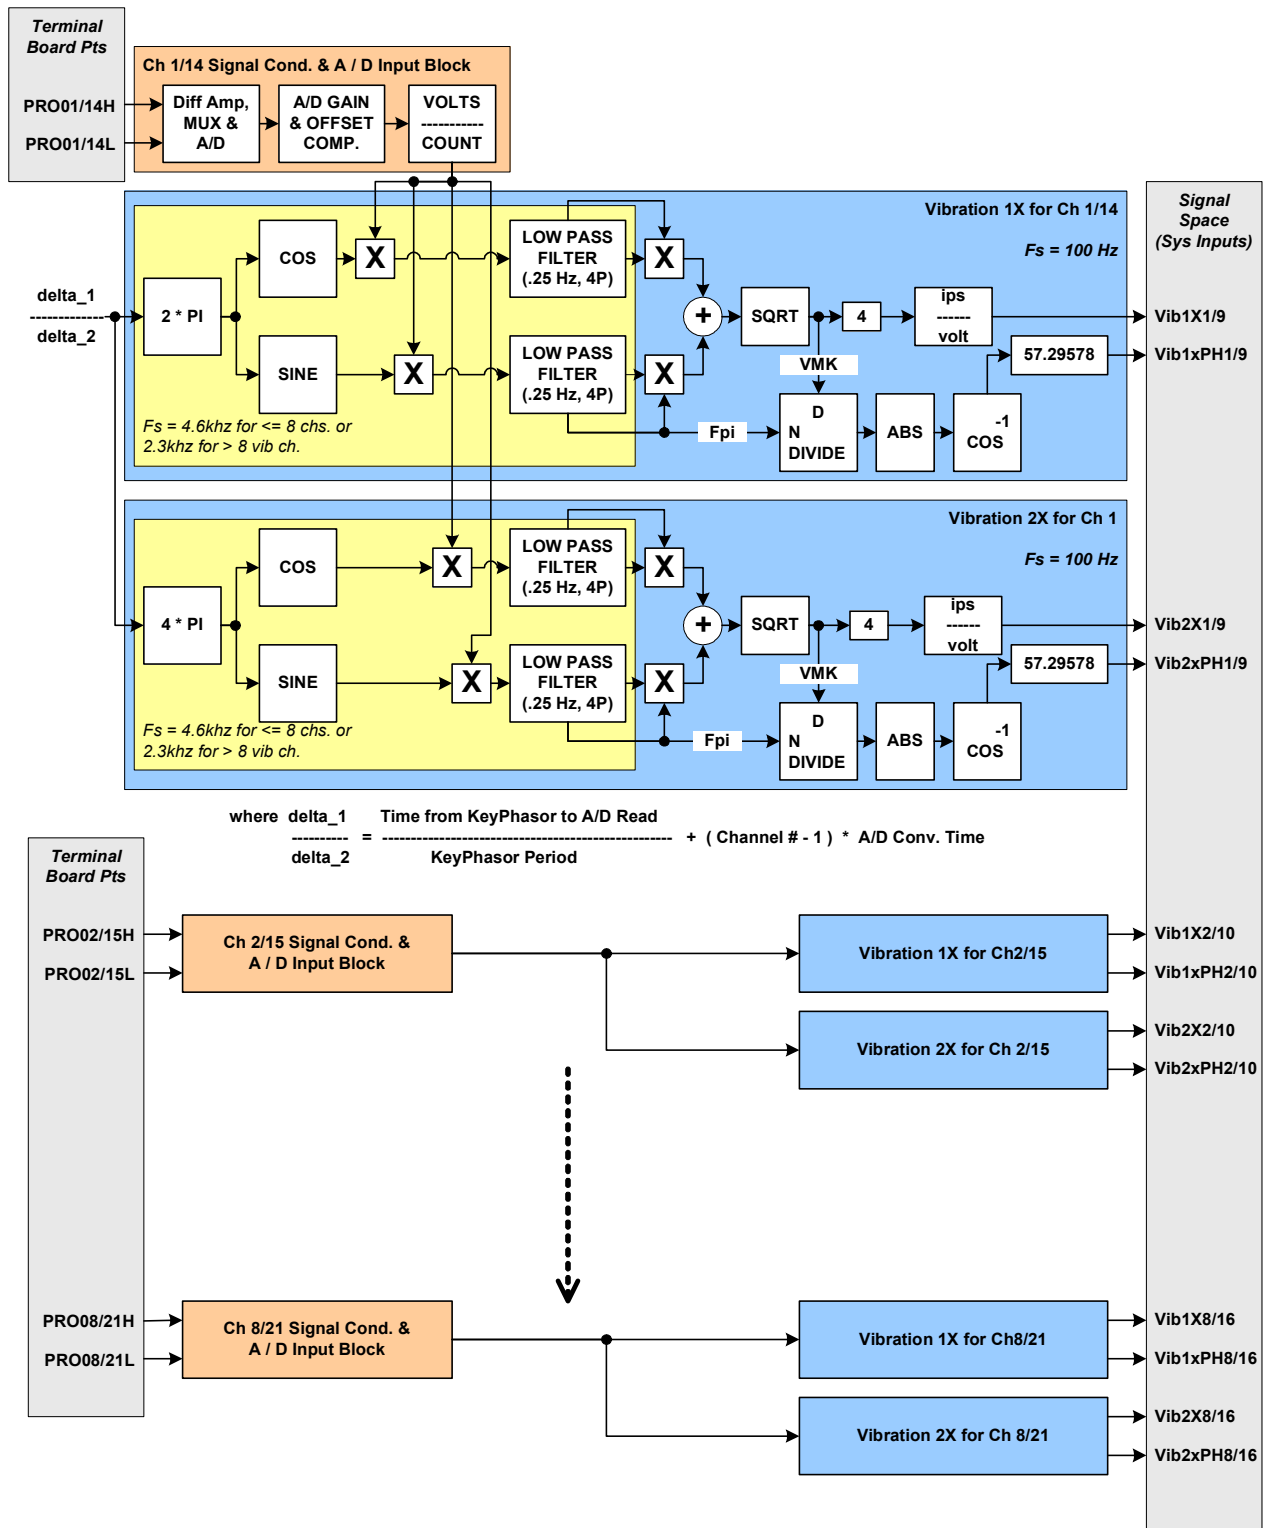 Terminal
Board Pts
PRO01/14H
PRO01/14L
Ch 1/14 Signal Cond. & A / D Input Block
Diff Amp,
MUX &
A/D
A/D GAIN
& OFFSET
COMP.
VOLTS
-----------
COUNT
Signal
Space
(Sys Inputs)
Vibration 1X for Ch 1/14
Fs = 100 Hz
delta_1
--------------
delta_2
2 * PI
COS
SINE
X
X
LOW PASS
FILTER
(.25 Hz, 4P)
LOW PASS
FILTER
(.25 Hz, 4P)
X
X
+
SQRT
4
ips
------
volt
VMK
57.29578
Fpi
D
N
DIVIDE
ABS
-1
COS
Fs = 4.6khz for <= 8 chs. or
2.3khz for > 8 vib ch.
Vib1X1/9
Vib1xPH1/9
Vibration 2X for Ch 1
Fs = 100 Hz
4 * PI
COS
SINE
X
X
LOW PASS
FILTER
(.25 Hz, 4P)
LOW PASS
FILTER
(.25 Hz, 4P)
X
X
+
SQRT
4
ips
------
volt
VMK
57.29578
Fpi
D
N
DIVIDE
ABS
-1
COS
Fs = 4.6khz for <= 8 chs. or
2.3khz for > 8 vib ch.
Vib2X1/9
Vib2xPH1/9
where delta_1 Time from KeyPhasor to A/D Read
---------- = -------------------------------------------------- + ( Channel # - 1 ) * A/D Conv. Time
delta_2 KeyPhasor Period
Terminal
Board Pts
PRO02/15H
PRO02/15L
Ch 2/15 Signal Cond. &
A / D Input Block
Vibration 1X for Ch2/15
Vibration 2X for Ch 2/15
Vib1X2/10
Vib1xPH2/10
Vib2X2/10
Vib2xPH2/10
PRO08/21H
PRO08/21L
Ch 8/21 Signal Cond. &
A / D Input Block
Vibration 1X for Ch8/21
Vibration 2X for Ch 8/21
Vib1X8/16
Vib1xPH8/16
Vib2X8/16
Vib2xPH8/16